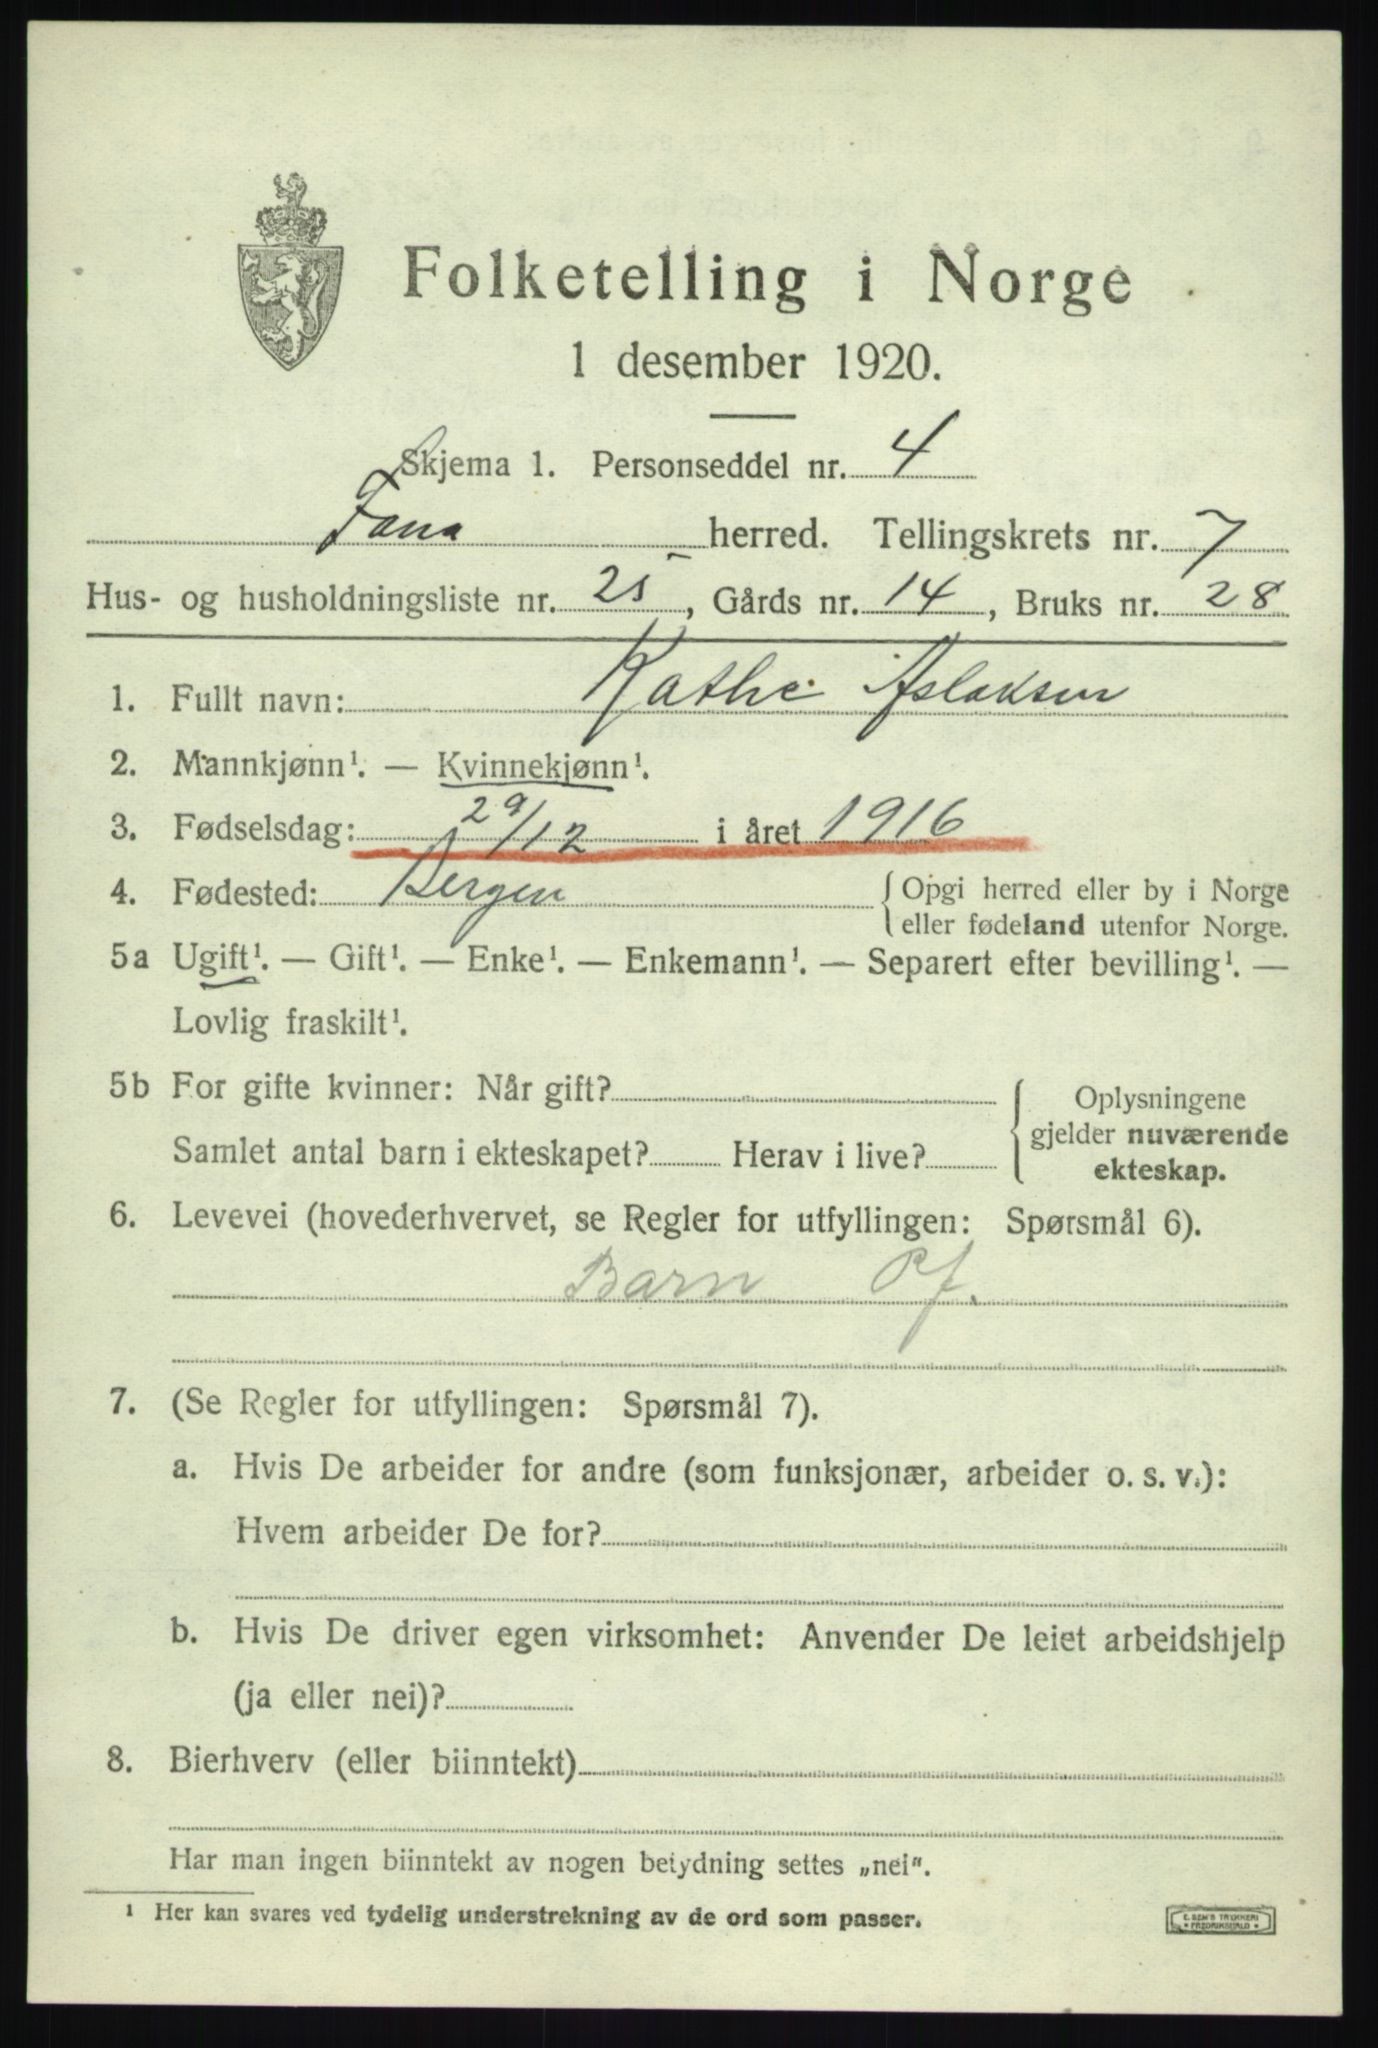 Folketelling i Norge
1 desember 1920.
Skjema 1. Personseddel nr. 4
Fana herred. Tellingskrets nr. 7
Hus- og husholdningsliste nr. 25, Gårds nr. 14, Bruks nr. 28
1. Fullt navn: Kathe Aslaksen
2. Mannkjønn¹. — Kvinnekjønn¹.
3. Fødselsdag: 29/12 i året 1916
4. Fødested: Bergen { Opgi herred eller by i Norge
eller fødeland utenfor Norge.
5a Ugift¹. — Gift¹. — Enke¹. — Enkemann¹. — Separert efter bevilling¹. —
Lovlig fraskilt¹.
5b For gifte kvinner: Når gift? { Oplysningene
gjelder nuværende
Samlet antal barn i ekteskapet? Herav i live? ekteskap.
6. Levevei (hovederhvervet, se Regler for utfyllingen: Spørsmål 6).
Barn Pf.
7. (Se Regler for utfyllingen: Spørsmål 7).
a. Hvis De arbeider for andre (som funksjonær, arbeider o. s. v.):
Hvem arbeider De for?
b. Hvis De driver egen virksomhet: Anvender De leiet arbeidshjelp
(ja eller nei)?
8. Bierhverv (eller biinntekt)
Har man ingen biinntekt av nogen betydning settes „nei".
¹ Her kan svares ved tydelig understrekning av de ord som passer.
E. SEM'S TRYKKERI
* FREDRIKSHALD *